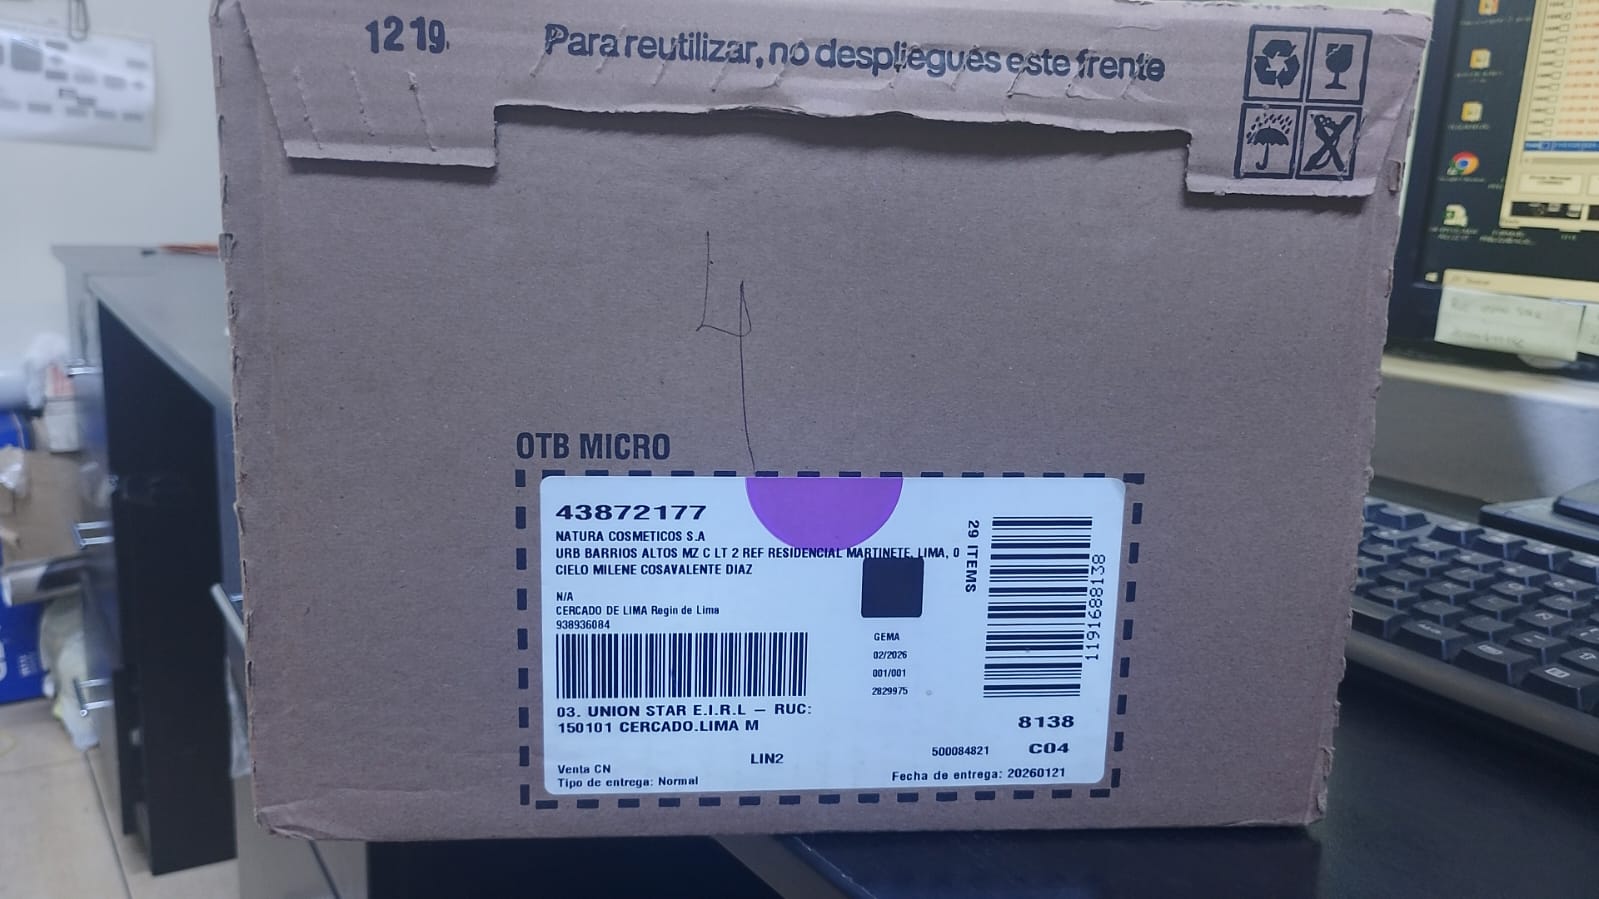 1219.
Para reutilizar, no despliegues este frente
4
OTB MICRO
43872177
NATURA COSMETICOS S.A
URB BARRIOS ALTOS MZ C LT 2 REF RESIDENCIAL MARTINETE, LIMA, 0
CIELO MILENE COSAVALENTE DIAZ
N/A
CERCADO DE LIMA Regin de Lima
938936084
03. UNION STAR E.I.R.L – RUC:
150101 CERCADO.LIMA M
LIN2
Venta CN
Tipo de entrega: Normal
GEMA
02/2026
001/001
2829975
29 ITEMS
1191688138
8138
500084821 C04
Fecha de entrega: 20260121